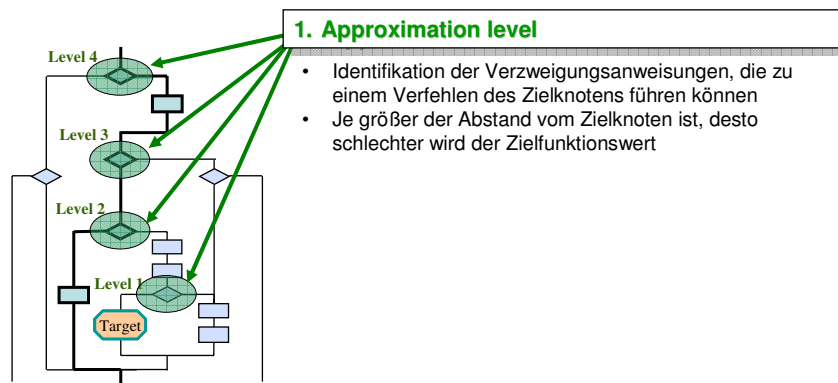 1. Approximation level
• Identifikation der Verzweigungsanweisungen, die zu
einem Verfehlen des Zielknotens führen können
• Je größer der Abstand vom Zielknoten ist, desto
schlechter wird der Zielfunktionswert
Level 4
Level 3
Level 2
Level 1
Target